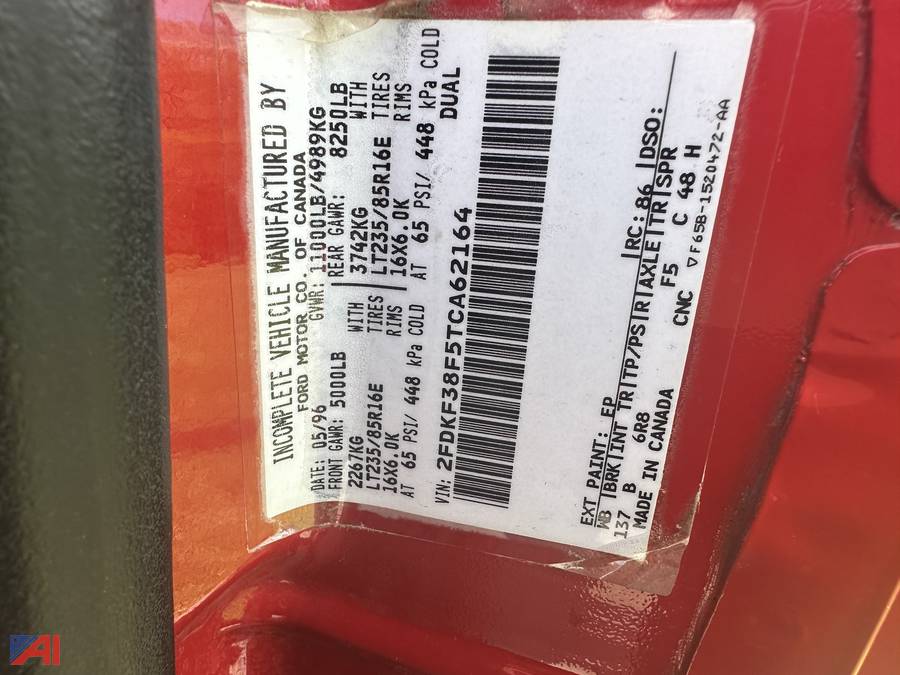 INCOMPLETE VEHICLE MANUFACTURED BY
FORD MOTOR CO. OF CANADA
DATE: 05/96 GVWR: 11000LB/4989KG
FRONT GAWR: 5000LB REAR GAWR: 8250LB
2267KG WITH 3742KG WITH
LT235/85R16E TIRES LT235/85R16E TIRES
16X6.0K RIMS 16X6.0K RIMS
AT 65 PSI/ 448 kPa COLD AT 65 PSI/ 448 kPa COLD
DUAL
VIN: 2FDKF38F5TCA62164
EXT PAINT: EP RC: 86 DSO:
WB BRK INT TR TP/PS R AXLE TR SPR
137 B 6R8 CNC F5 C 48 H
MADE IN CANADA
▽F65B-1520472-AA
AI